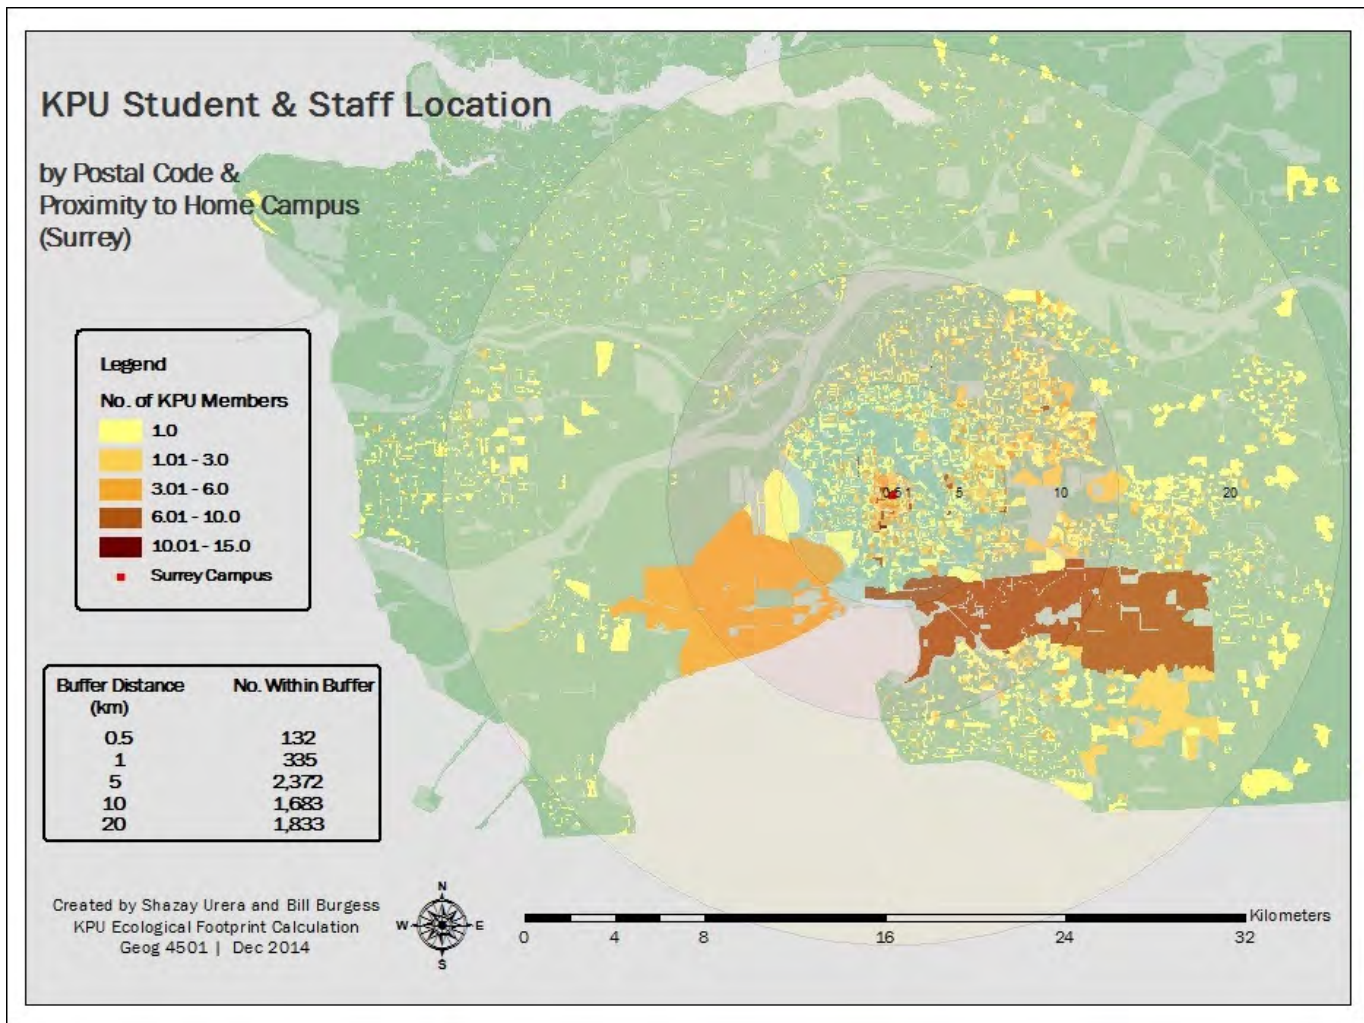 KPU Student & Staff Location
by Postal Code &
Proximity to Home Campus
(Surrey)
Legend
No. of KPU Members
1.0
1.01 - 3.0
3.01 - 6.0
6.01 - 10.0
10.01 - 15.0
Surrey Campus
0.5 1 5 10 20
Buffer Distance No. Within Buffer
(km)
0.5 132
1 335
5 2,372
10 1,683
20 1,833
Created by Shazay Urera and Bill Burgess
KPU Ecological Footprint Calculation
Geog 4501 | Dec 2014
N
W E
S
Kilometers
0 4 8 16 24 32